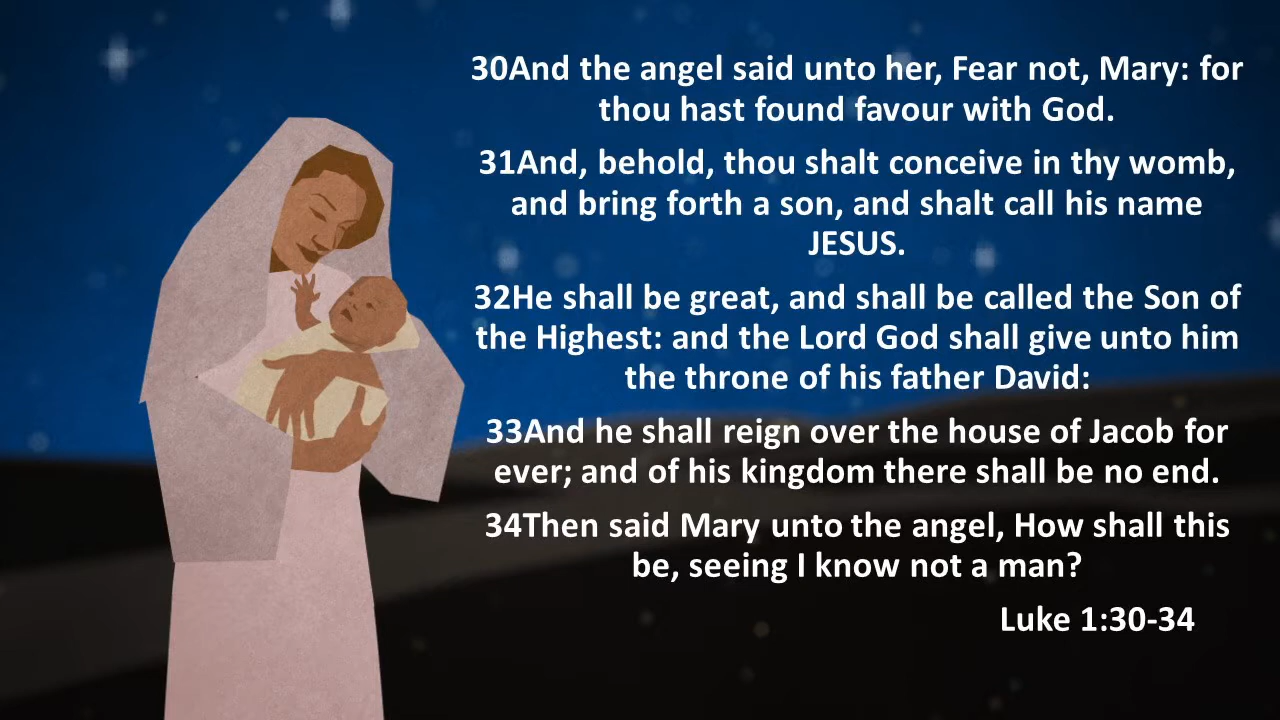 30And the angel said unto her, Fear not, Mary: for
thou hast found favour with God.
31And, behold, thou shalt conceive in thy womb,
and bring forth a son, and shalt call his name
JESUS.
32He shall be great, and shall be called the Son of
the Highest: and the Lord God shall give unto him
the throne of his father David:
33And he shall reign over the house of Jacob for
ever; and of his kingdom there shall be no end.
34Then said Mary unto the angel, How shall this
be, seeing I know not a man?
Luke 1:30-34